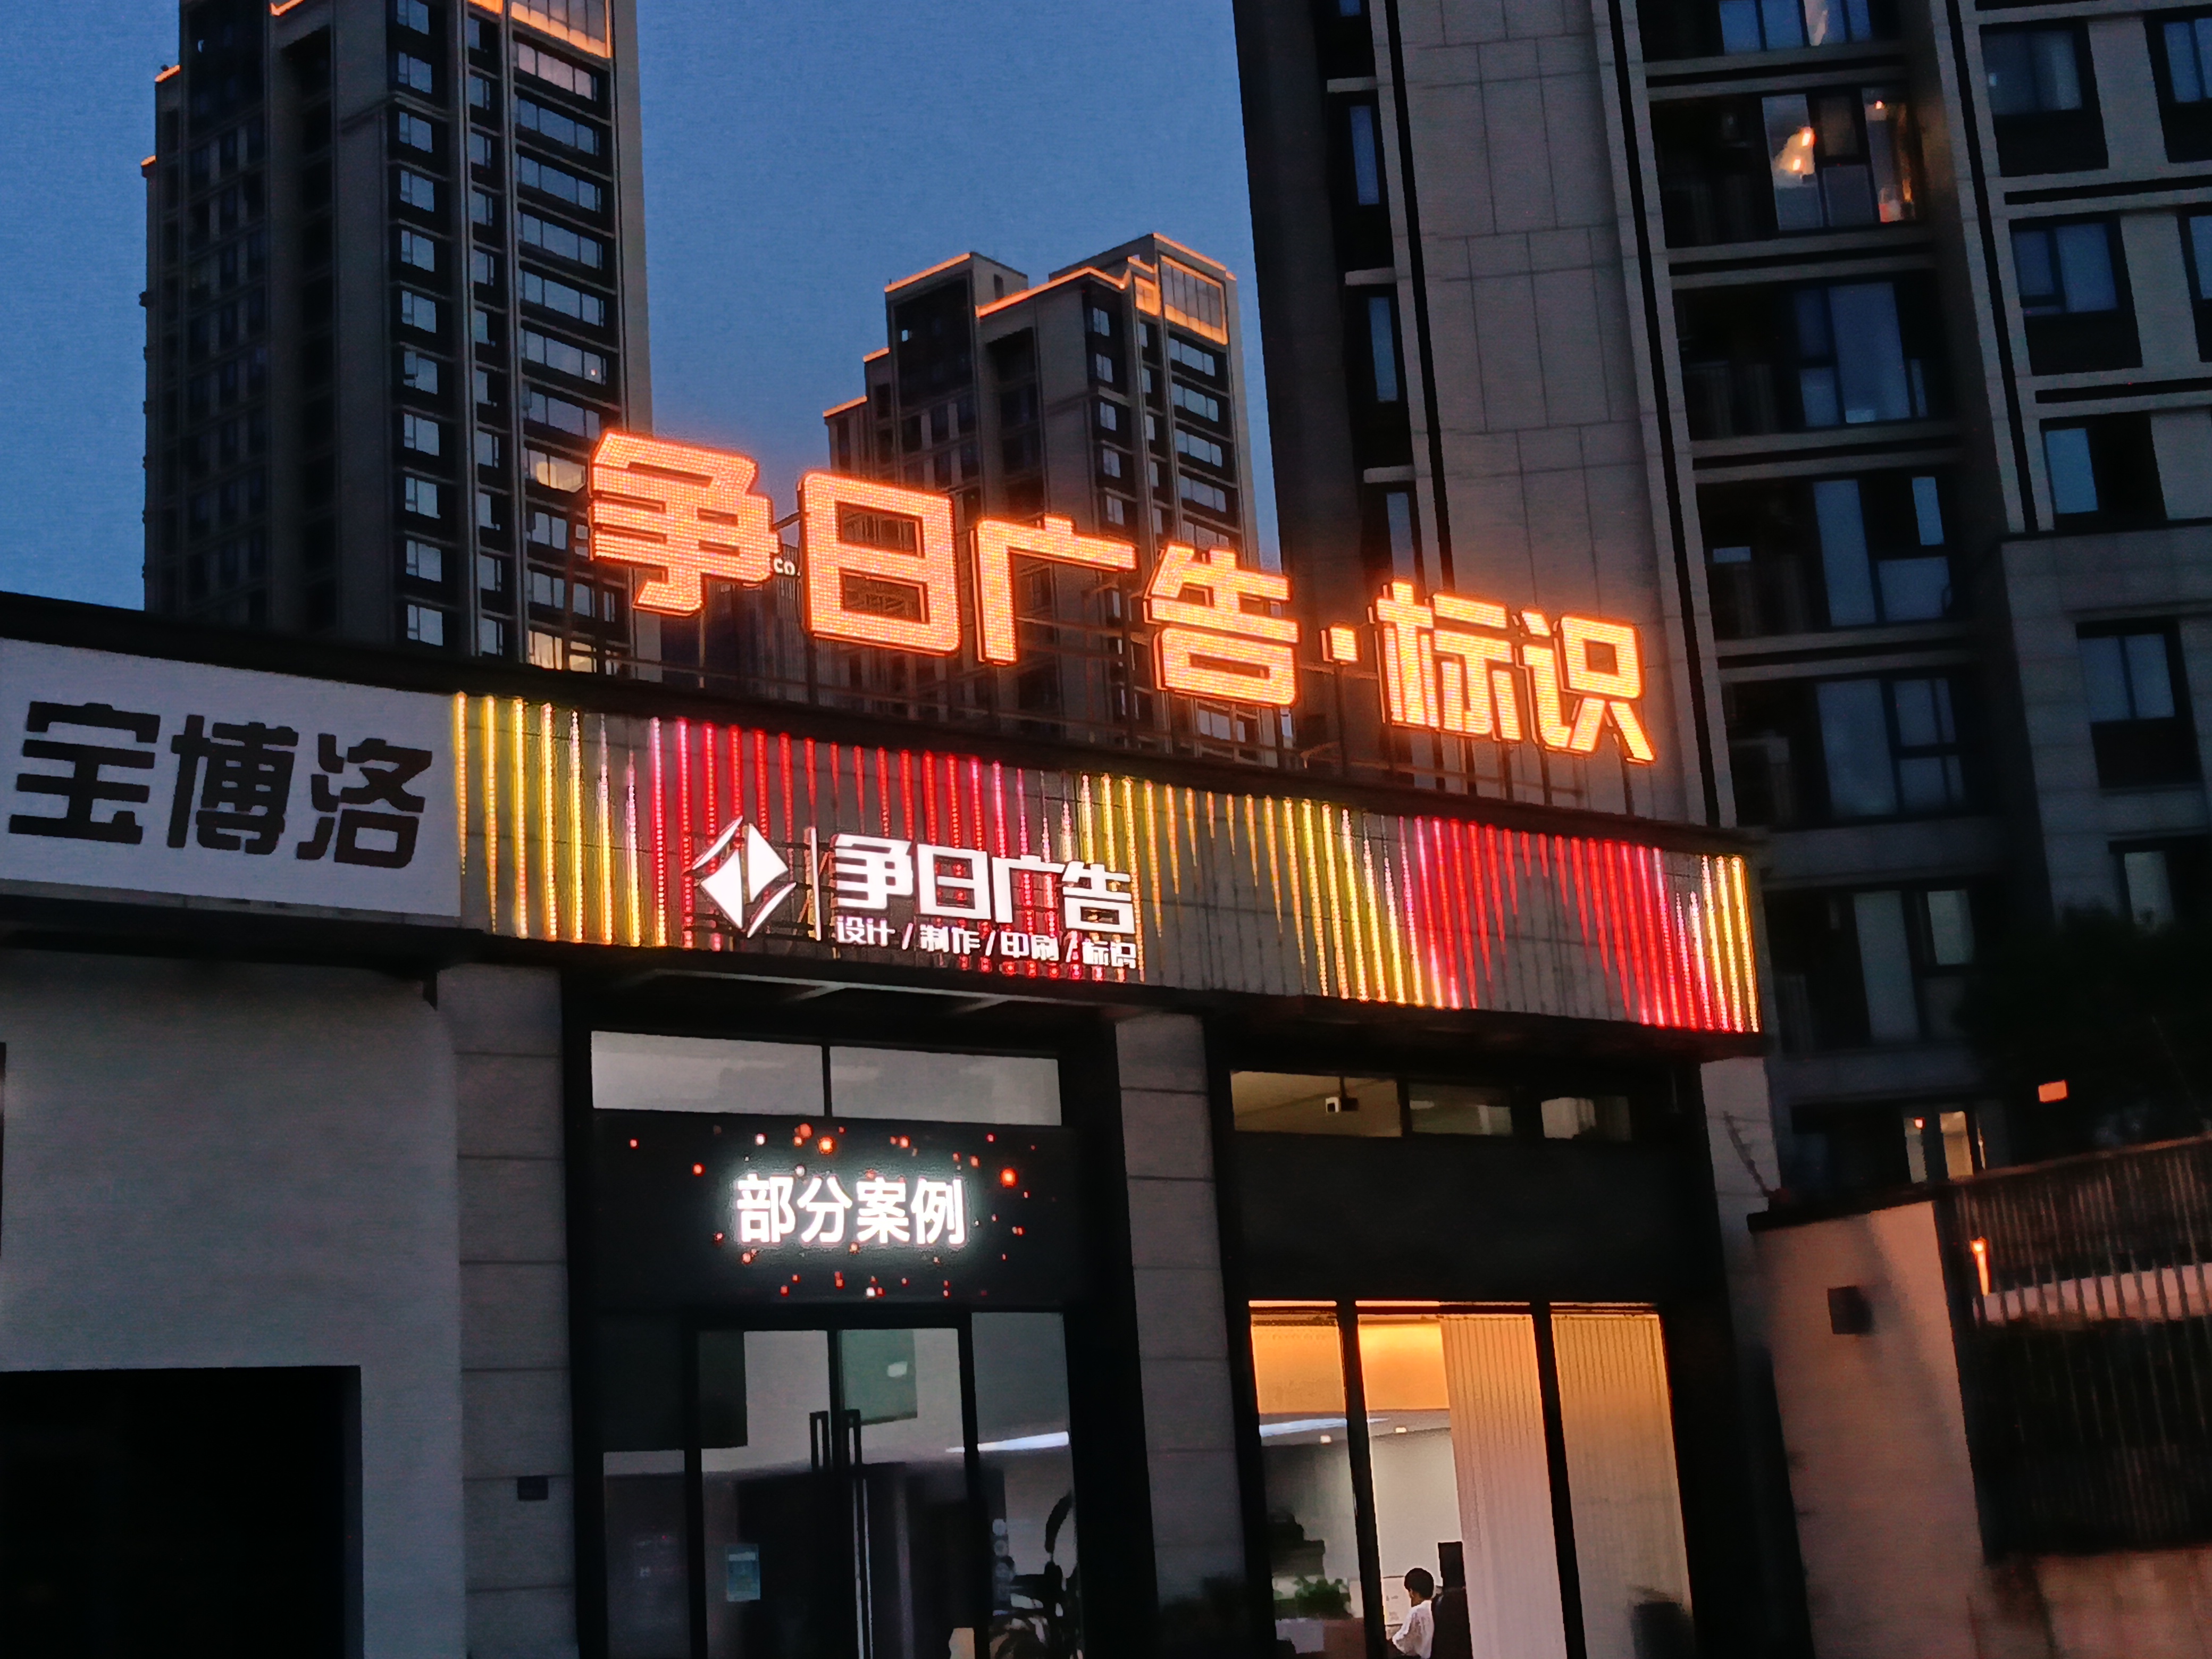 争日广告·标识
co.
宝博洛
争日广告
设计/制作/印刷/标识
部分案例